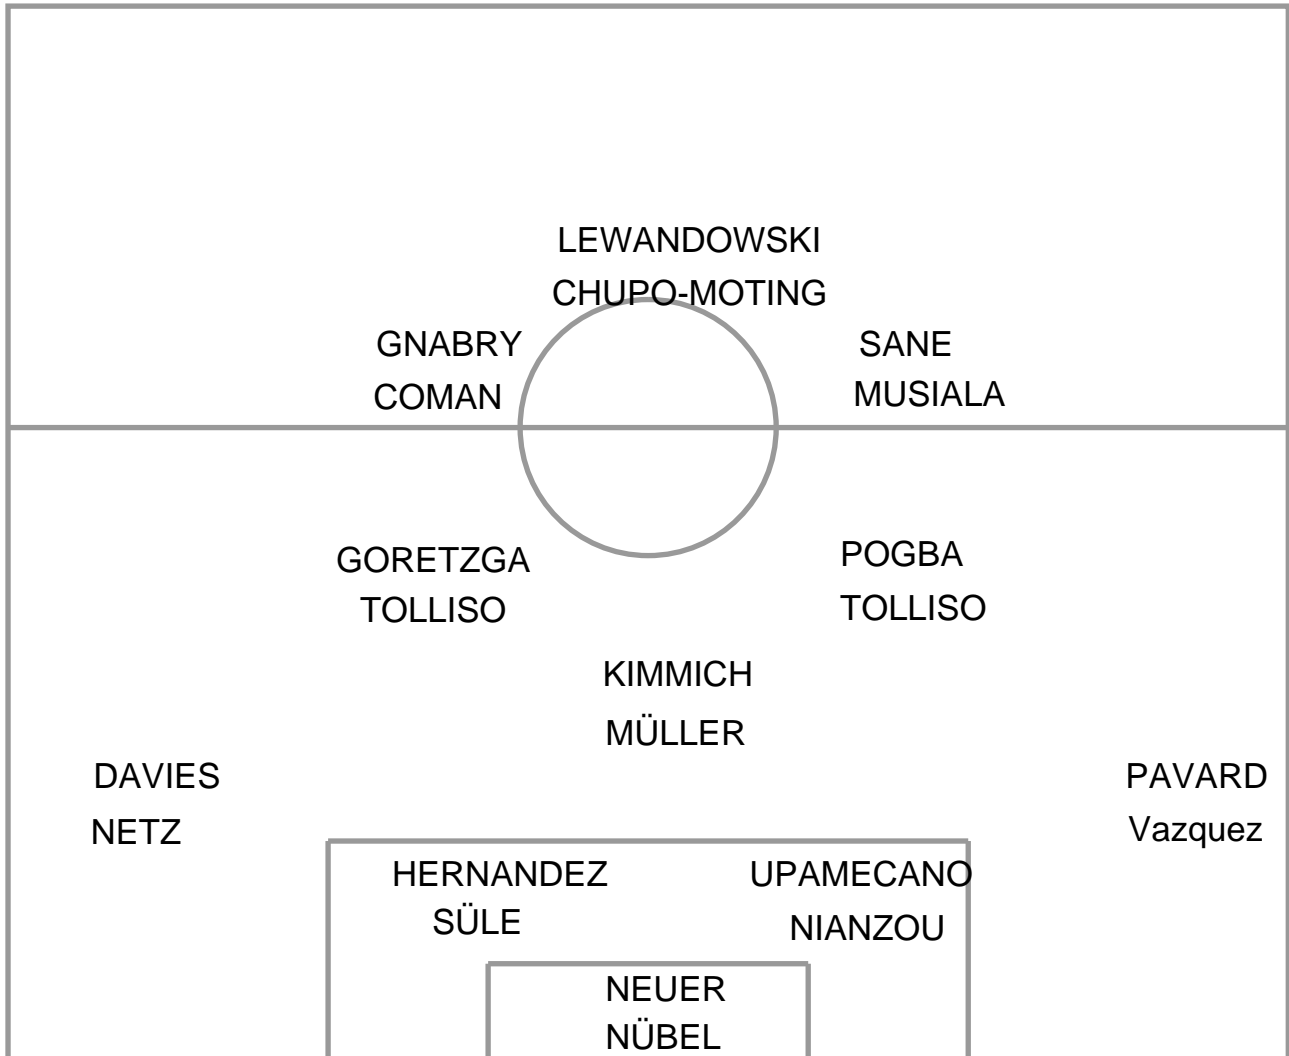 LEWANDOWSKI
CHUPO-MOTING
GNABRY
COMAN
SANE
MUSIALA
GORETZGA
TOLLISO
POGBA
TOLLISO
KIMMICH
MÜLLER
DAVIES
NETZ
PAVARD
Vazquez
HERNANDEZ
SÜLE
UPAMECANO
NIANZOU
NEUER
NÜBEL